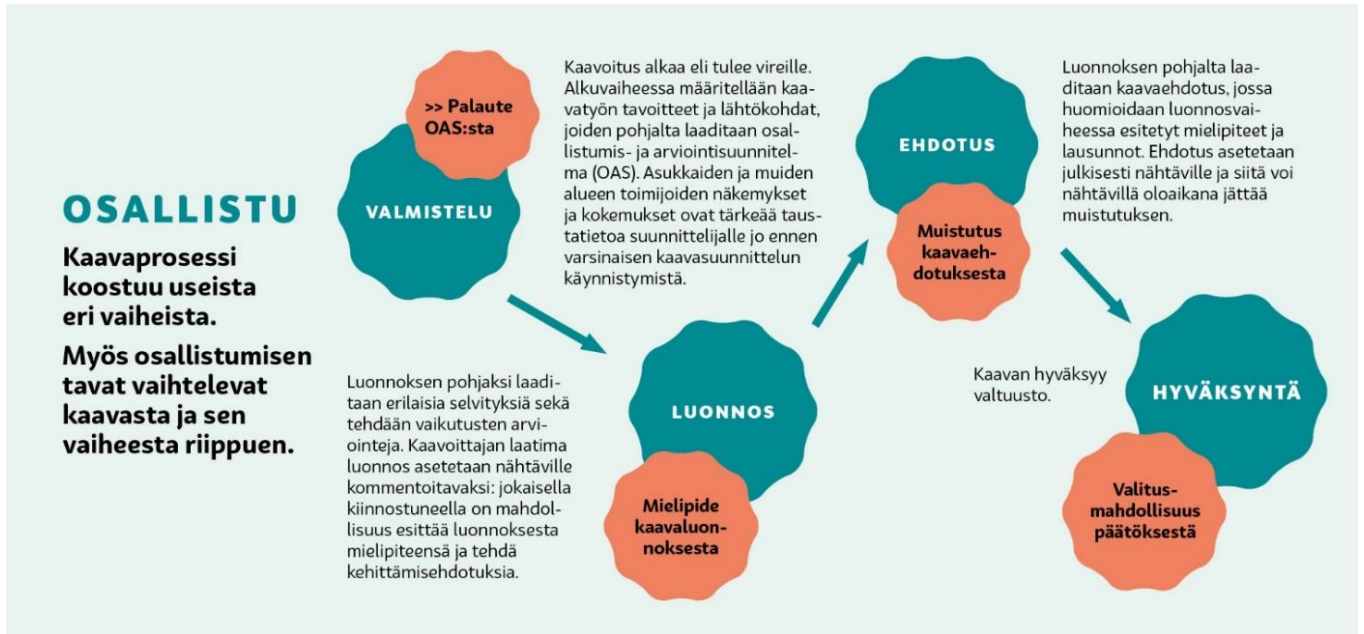 OSALLISTU
Kaavaprosessi
koostuu useista
eri vaiheista.
Myös osallistumisen
tavat vaihtelevat
kaavasta ja sen
vaiheesta riippuen.
>> Palaute
OAS:sta
VALMISTELU
Kaavoitus alkaa eli tulee vireille.
Alkuvaiheessa määritellään kaa-
vatyön tavoitteet ja lähtökohdat,
joiden pohjalta laaditaan osal-
listumis- ja arviointisuunnitel-
ma (OAS). Asukkaiden ja muiden
alueen toimijoiden näkemykset
ja kokemukset ovat tärkeää taus-
tatietoa suunnittelijalle jo ennen
varsinaisen kaavasuunnittelun
käynnistymistä.
Luonnoksen pohjaksi laadi-
taan erilaisia selvityksiä sekä
tehdään vaikutusten arvi-
ointeja. Kaavoittajan laatima
luonnos asetetaan nähtäville
kommentoitavaksi: jokaisella
kiinnostuneella on mahdol-
lisuus esittää luonnoksesta
mielipiteensä ja tehdä
kehittämisehdotuksia.
LUONNOS
Mielipide
kaavaluon-
noksesta
EHDOTUS
Muistutus
kaavaeh-
dotuksesta
Luonnoksen pohjalta laa-
ditaan kaavaehdotus, jossa
huomioidaan luonnosvai-
heessa esitetyt mielipiteet ja
lausunnot. Ehdotus asetetaan
julkisesti nähtäville ja siitä voi
nähtävillä oloaikana jättää
muistutuksen.
Kaavan hyväksyy
valtuusto.
HYVÄKSYNTÄ
Valitus-
mahdollisuus
päätöksestä